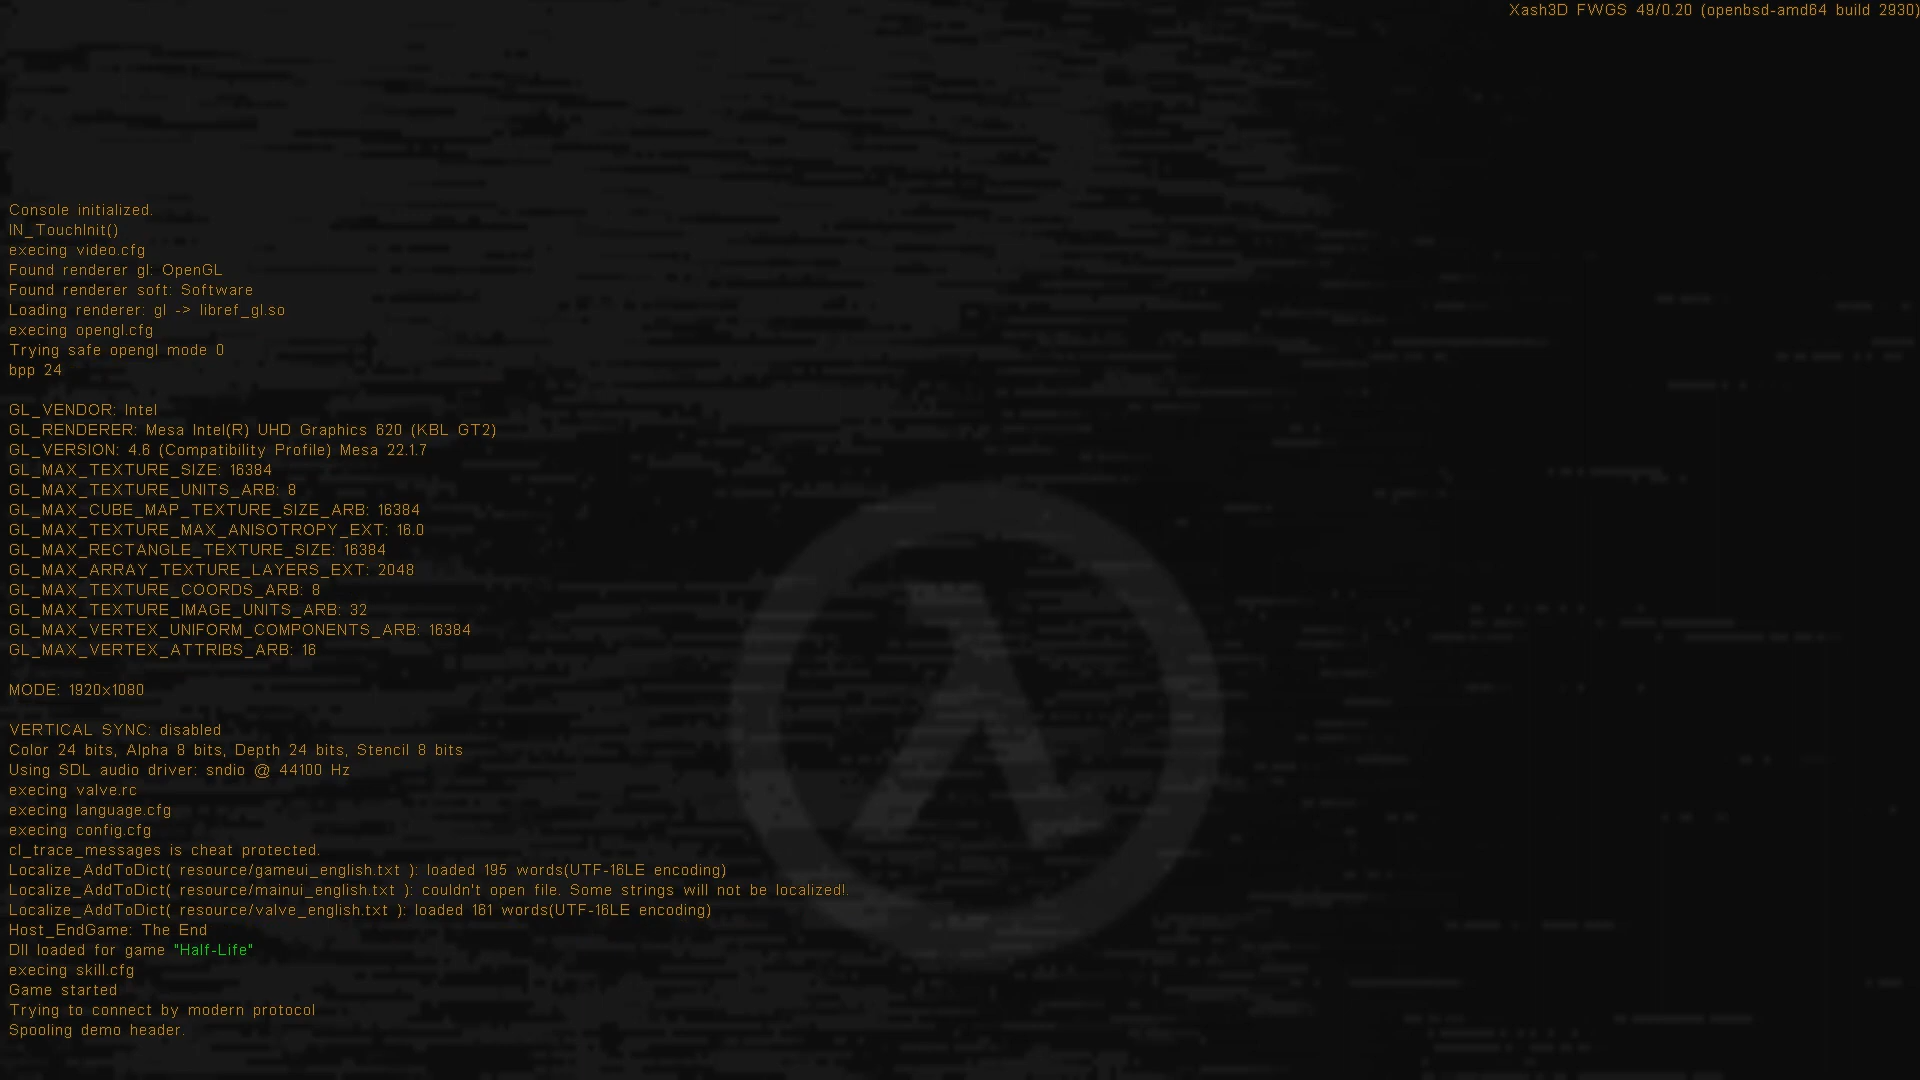 Xash3D FWGS 49/0.20 (openbsd-amd64 build 2930)
Console initialized.
IN_TouchInit()
execing video.cfg
Found renderer gl: OpenGL
Found renderer soft: Software
Loading renderer: gl -> libref_gl.so
execing opengl.cfg
Trying safe opengl mode 0
bpp 24
GL_VENDOR: Intel
GL_RENDERER: Mesa Intel(R) UHD Graphics 620 (KBL GT2)
GL_VERSION: 4.6 (Compatibility Profile) Mesa 22.1.7
GL_MAX_TEXTURE_SIZE: 16384
GL_MAX_TEXTURE_UNITS_ARB: 8
GL_MAX_CUBE_MAP_TEXTURE_SIZE_ARB: 16384
GL_MAX_TEXTURE_MAX_ANISOTROPY_EXT: 16.0
GL_MAX_RECTANGLE_TEXTURE_SIZE: 16384
GL_MAX_ARRAY_TEXTURE_LAYERS_EXT: 2048
GL_MAX_TEXTURE_COORDS_ARB: 8
GL_MAX_TEXTURE_IMAGE_UNITS_ARB: 32
GL_MAX_VERTEX_UNIFORM_COMPONENTS_ARB: 16384
GL_MAX_VERTEX_ATTRIBS_ARB: 16
MODE: 1920x1080
VERTICAL SYNC: disabled
Color 24 bits, Alpha 8 bits, Depth 24 bits, Stencil 8 bits
Using SDL audio driver: sndio @ 44100 Hz
execing valve.rc
execing language.cfg
execing config.cfg
cl_trace_messages is cheat protected.
Localize_AddToDict( resource/gameui_english.txt ): loaded 195 words(UTF-16LE encoding)
Localize_AddToDict( resource/mainui_english.txt ): couldn't open file. Some strings will not be localized!.
Localize_AddToDict( resource/valve_english.txt ): loaded 161 words(UTF-16LE encoding)
Host_EndGame: The End
Dll loaded for game "Half-Life"
execing skill.cfg
Game started
Trying to connect by modern protocol
Spooling demo header.